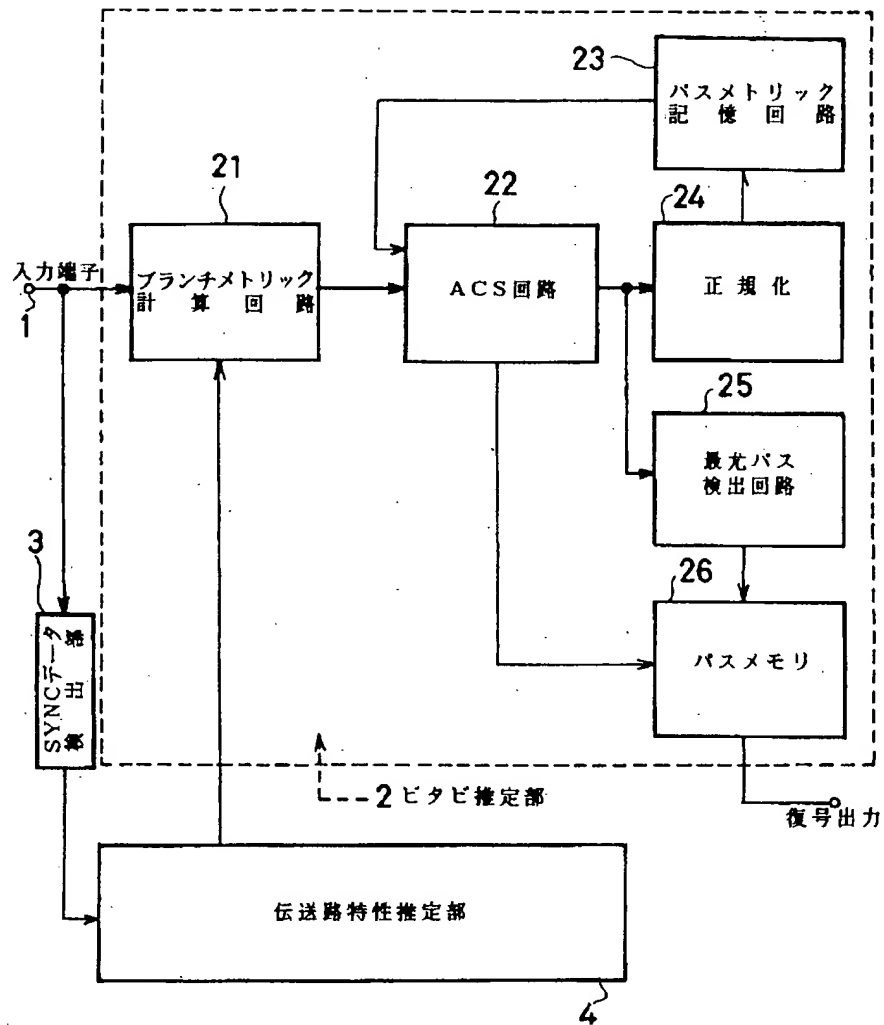 23
パスメトリック
記憶回路
21
22
24
入力端子
1
ブランチメトリック
計算回路
ACS回路
正規化
25
最尤パス
検出回路
3
26
SYNCデータ
検出器
パスメモリ
2 ビタビ推定部
復号出力
伝送路特性推定部
4